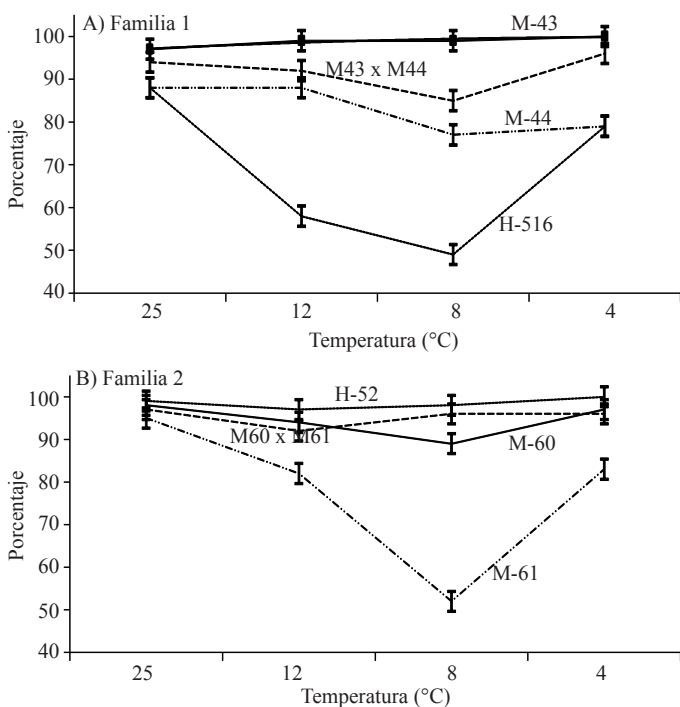 A) Familia 1
100
90
80
70
60
50
40
Porcentaje
M-43
M43 x M44
M-44
H-516
25 12 8 4
Temperatura (°C)
B) Familia 2
100
90
80
70
60
50
40
Porcentaje
H-52
M60 x M61
M-60
M-61
25 12 8 4
Temperatura (°C)